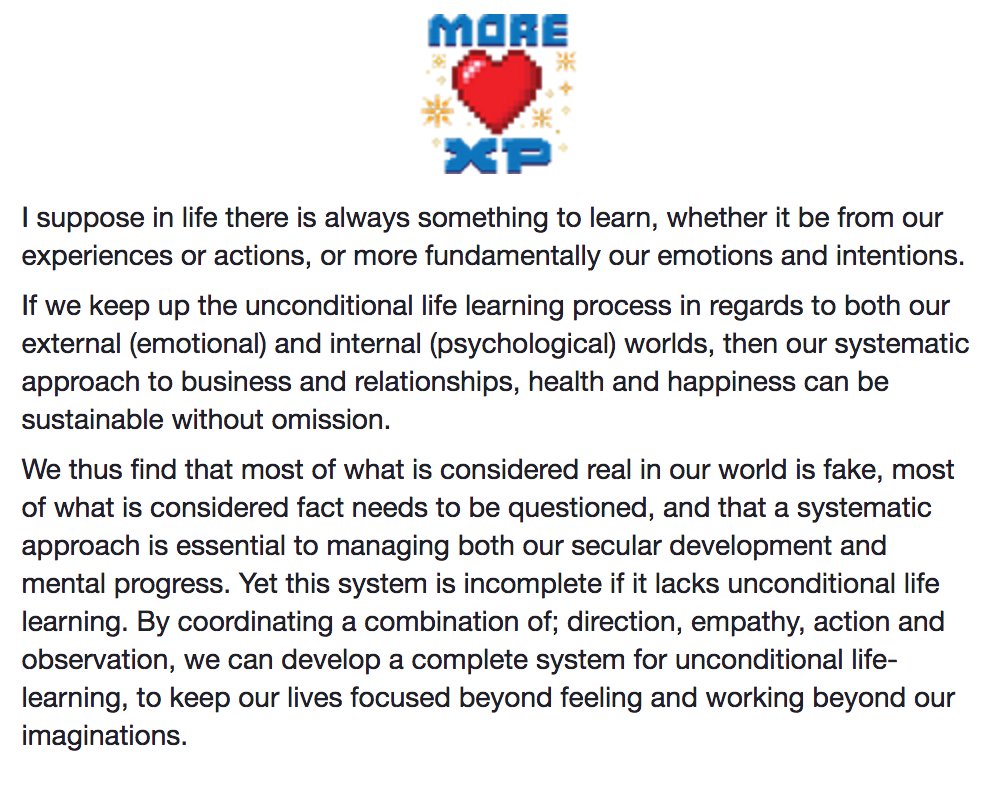 MORE
XP
I suppose in life there is always something to learn, whether it be from our
experiences or actions, or more fundamentally our emotions and intentions.
If we keep up the unconditional life learning process in regards to both our
external (emotional) and internal (psychological) worlds, then our systematic
approach to business and relationships, health and happiness can be
sustainable without omission.
We thus find that most of what is considered real in our world is fake, most
of what is considered fact needs to be questioned, and that a systematic
approach is essential to managing both our secular development and
mental progress. Yet this system is incomplete if it lacks unconditional life
learning. By coordinating a combination of; direction, empathy, action and
observation, we can develop a complete system for unconditional life-
learning, to keep our lives focused beyond feeling and working beyond our
imaginations.